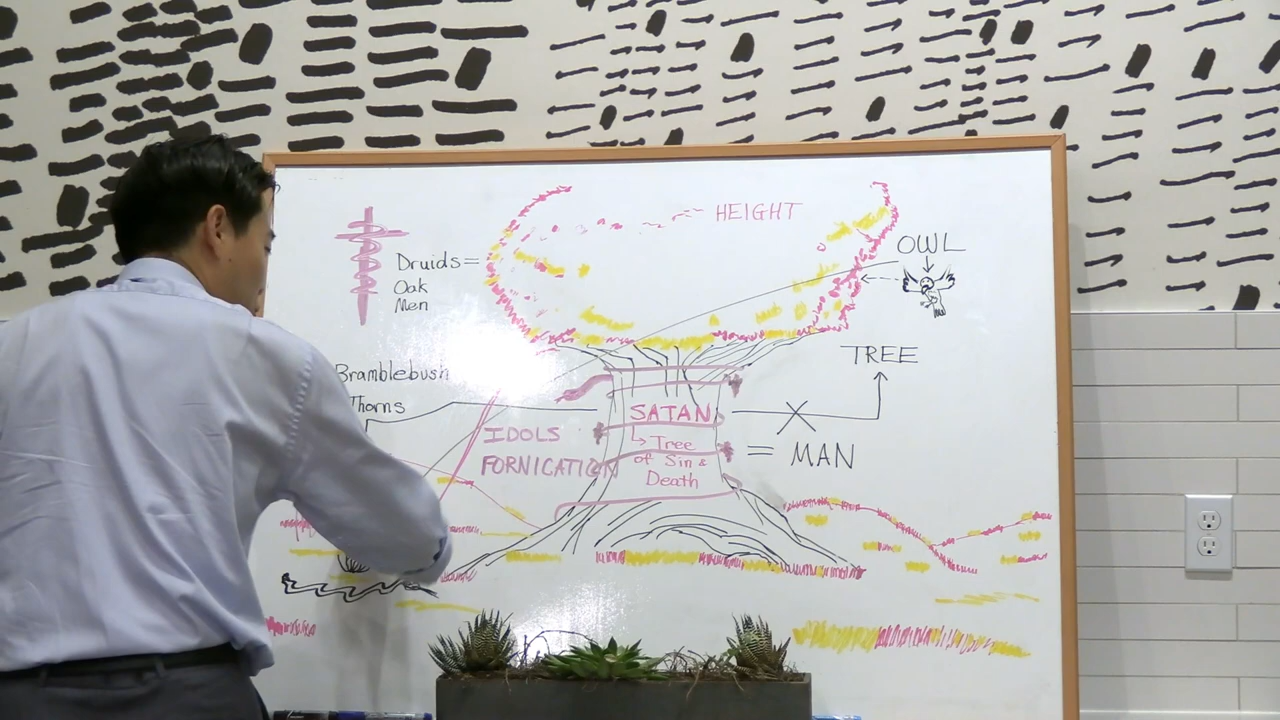 HEIGHT
OWL
Druids=
Oak
Men
TREE
Bramblebush
Thorns
SATAN
↳ Tree
of Sin &
Death
IDOLS
FORNICATION
= MAN